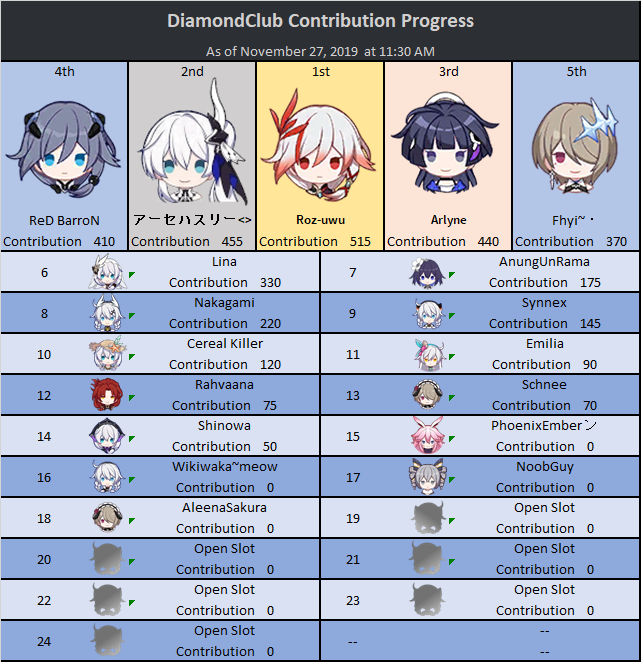 DiamondClub Contribution Progress
As of November 27, 2019 at 11:30 AM
4th 2nd 1st 3rd 5th
ReD BarroN アーセハスリー<> Roz-uwu Arlyne Fhyi~・
Contribution 410 Contribution 455 Contribution 515 Contribution 440 Contribution 370
6 Lina 7 AnungUnRama
Contribution 330 Contribution 175
8 Nakagami 9 Synnex
Contribution 220 Contribution 145
10 Cereal Killer 11 Emilia
Contribution 120 Contribution 90
12 Rahvaana 13 Schnee
Contribution 75 Contribution 70
14 Shinowa 15 PhoenixEmberン
Contribution 50 Contribution 0
16 Wikiwaka~meow 17 NoobGuy
Contribution 0 Contribution 0
18 AleenaSakura 19 Open Slot
Contribution 0 Contribution 0
20 Open Slot 21 Open Slot
Contribution 0 Contribution 0
22 Open Slot 23 Open Slot
Contribution 0 Contribution 0
24 Open Slot -- --
Contribution 0 --